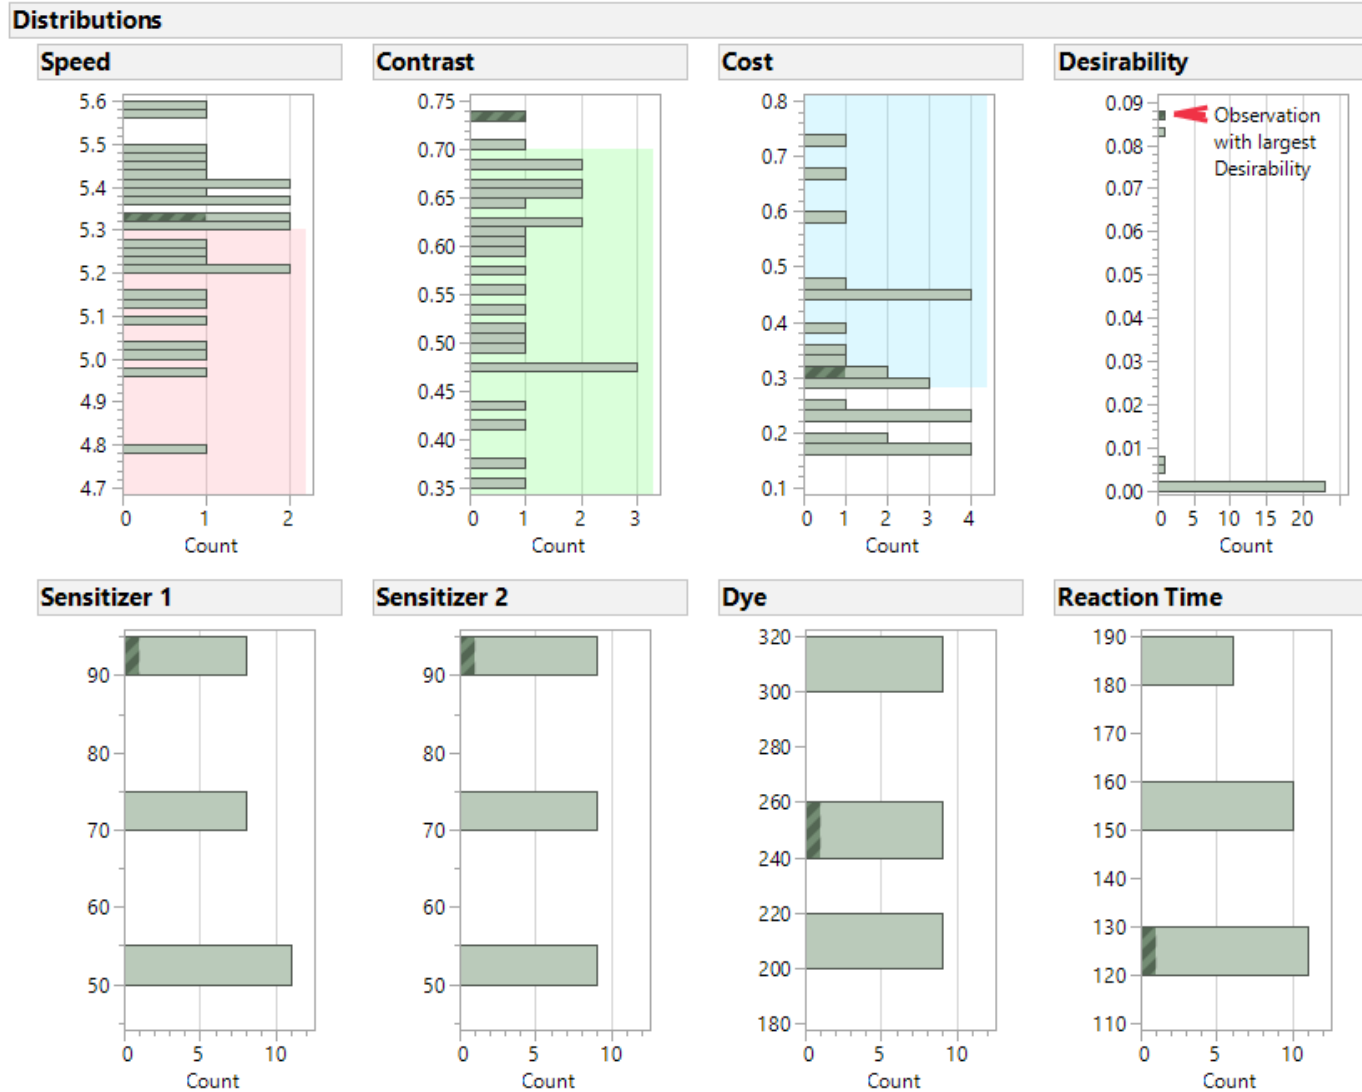 Distributions
Speed
5.6
5.5
5.4
5.3
5.2
5.1
5.0
4.9
4.8
4.7
0 1 2
Count
Contrast
0.75
0.70
0.65
0.60
0.55
0.50
0.45
0.40
0.35
0 1 2 3
Count
Cost
0.8
0.7
0.6
0.5
0.4
0.3
0.2
0.1
0 1 2 3 4
Count
Desirability
0.09
0.08
0.07
0.06
0.05
0.04
0.03
0.02
0.01
0.00
Observation
with largest
Desirability
0 5 10 15 20
Count
Sensitizer 1
90
80
70
60
50
0 5 10
Count
Sensitizer 2
90
80
70
60
50
0 5 10
Count
Dye
320
300
280
260
240
220
200
180
0 5 10
Count
Reaction Time
190
180
170
160
150
140
130
120
110
0 5 10
Count